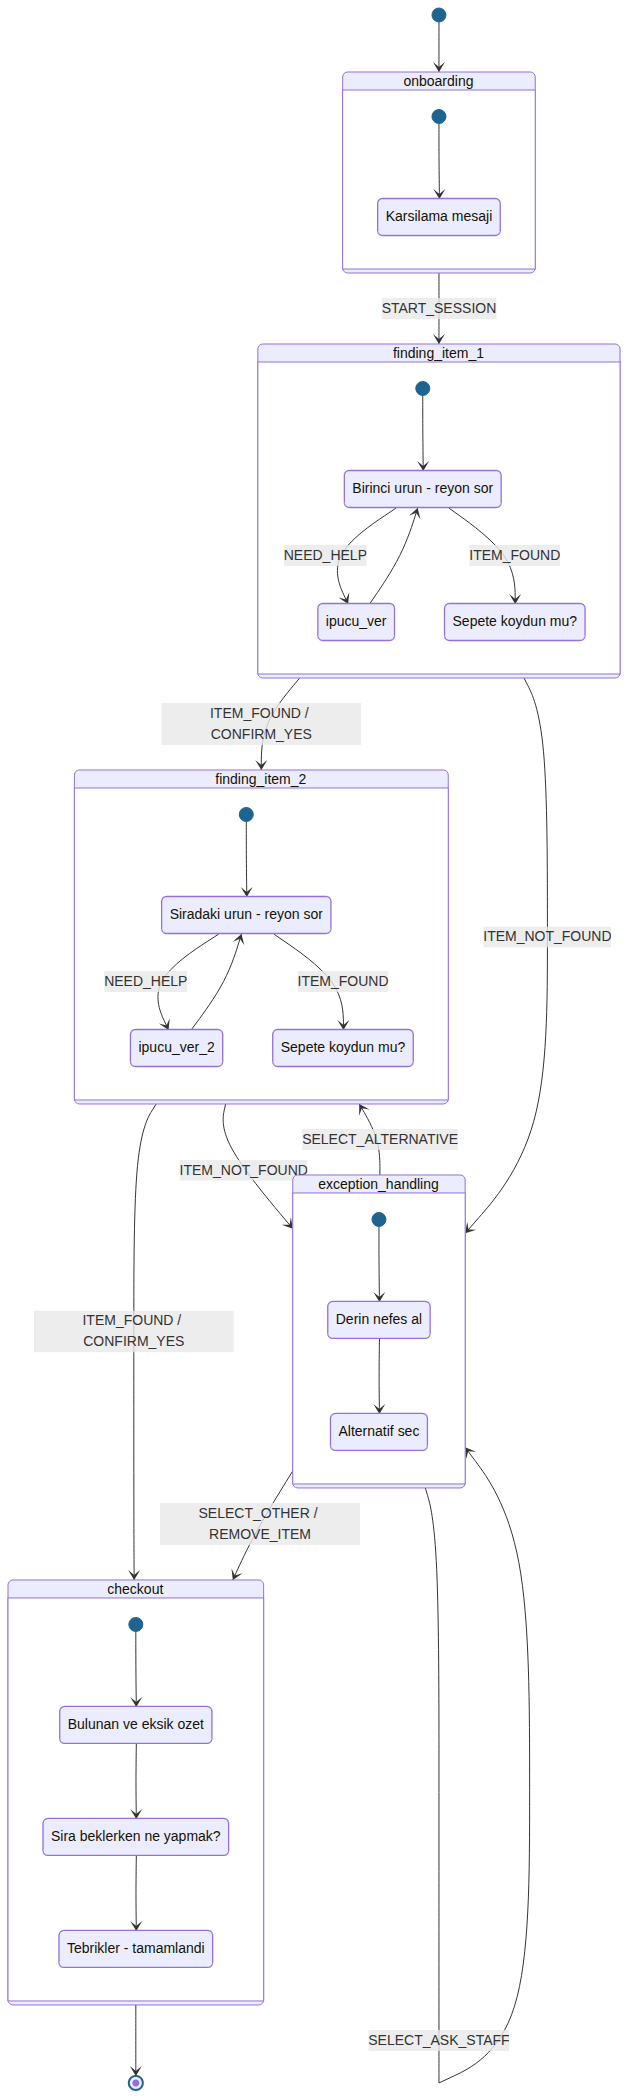 onboarding
Karsilama mesaji
START_SESSION
finding_item_1
Birinci urun - reyon sor
NEED_HELP
ITEM_FOUND
ipucu_ver
Sepete koydun mu?
ITEM_FOUND /
CONFIRM_YES
finding_item_2
Siradaki urun - reyon sor
ITEM_NOT_FOUND
NEED_HELP
ITEM_FOUND
ipucu_ver_2
Sepete koydun mu?
SELECT_ALTERNATIVE
ITEM_NOT_FOUND
exception_handling
Derin nefes al
ITEM_FOUND /
CONFIRM_YES
Alternatif sec
SELECT_OTHER /
REMOVE_ITEM
checkout
Bulunan ve eksik ozet
Sira beklerken ne yapmak?
Tebrikler - tamamlandi
SELECT_ASK_STAFF